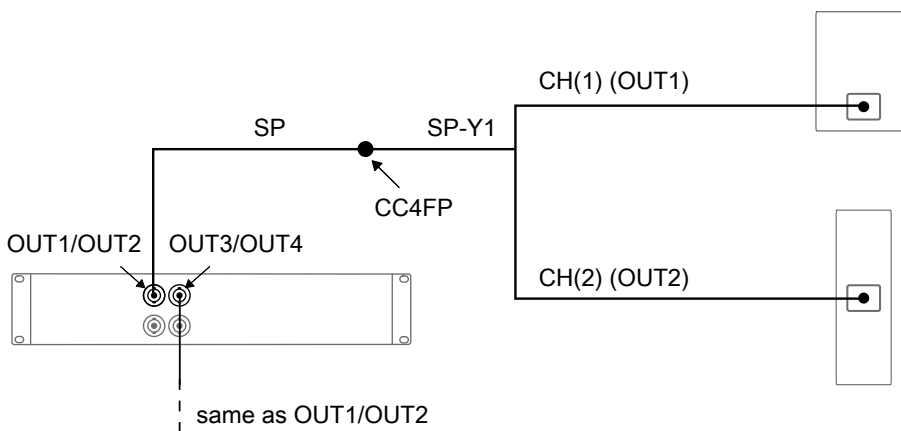 CH(1) (OUT1)
SP
SP-Y1
CC4FP
OUT1/OUT2
OUT3/OUT4
CH(2) (OUT2)
same as OUT1/OUT2